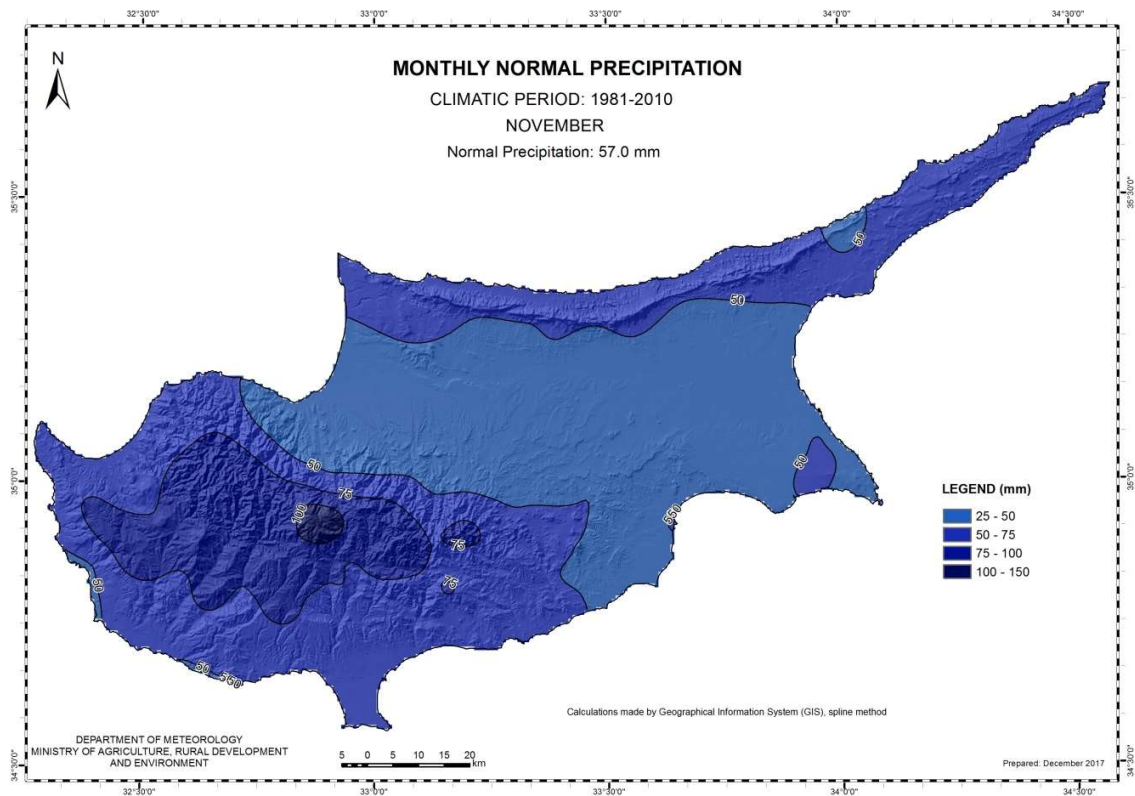 32°30'0" 33°0'0" 33°30'0" 34°0'0" 34°30'0"
N
MONTHLY NORMAL PRECIPITATION
CLIMATIC PERIOD: 1981-2010
NOVEMBER
Normal Precipitation: 57.0 mm
35°30'0" 35°30'0"
50
50
50
75
50
35°0'0" 35°0'0"
100
550
75
75
50
50 550
LEGEND (mm)
25 - 50
50 - 75
75 - 100
100 - 150
Calculations made by Geographical Information System (GIS), spline method
DEPARTMENT OF METEOROLOGY
MINISTRY OF AGRICULTURE, RURAL DEVELOPMENT
AND ENVIRONMENT
5 0 5 10 15 20
km
Prepared: December 2017
34°30'0" 34°30'0"
32°30'0" 33°0'0" 33°30'0" 34°0'0" 34°30'0"